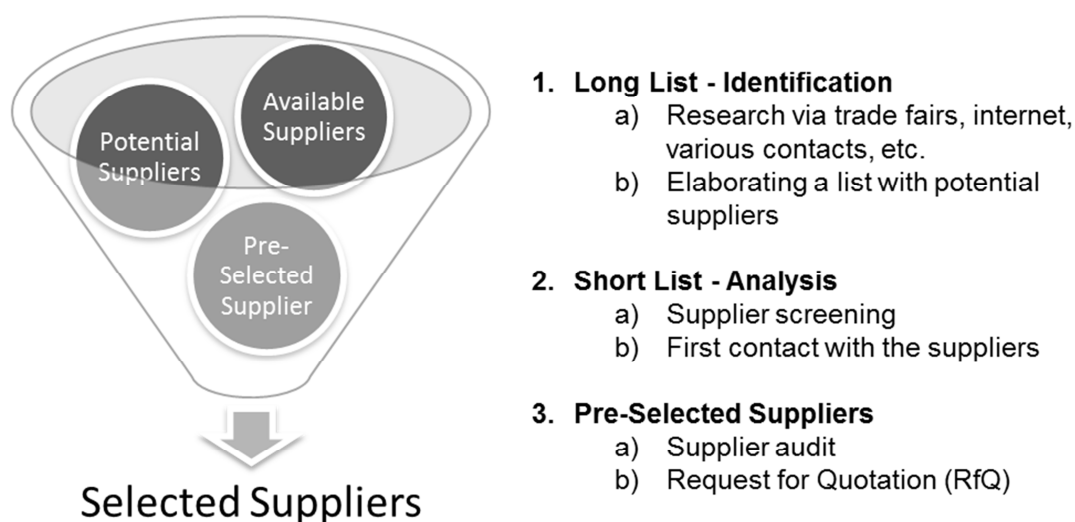 Available
Suppliers
Potential
Suppliers
Pre-
Selected
Supplier
Selected Suppliers
1. Long List - Identification
a) Research via trade fairs, internet,
various contacts, etc.
b) Elaborating a list with potential
suppliers
2. Short List - Analysis
a) Supplier screening
b) First contact with the suppliers
3. Pre-Selected Suppliers
a) Supplier audit
b) Request for Quotation (RfQ)